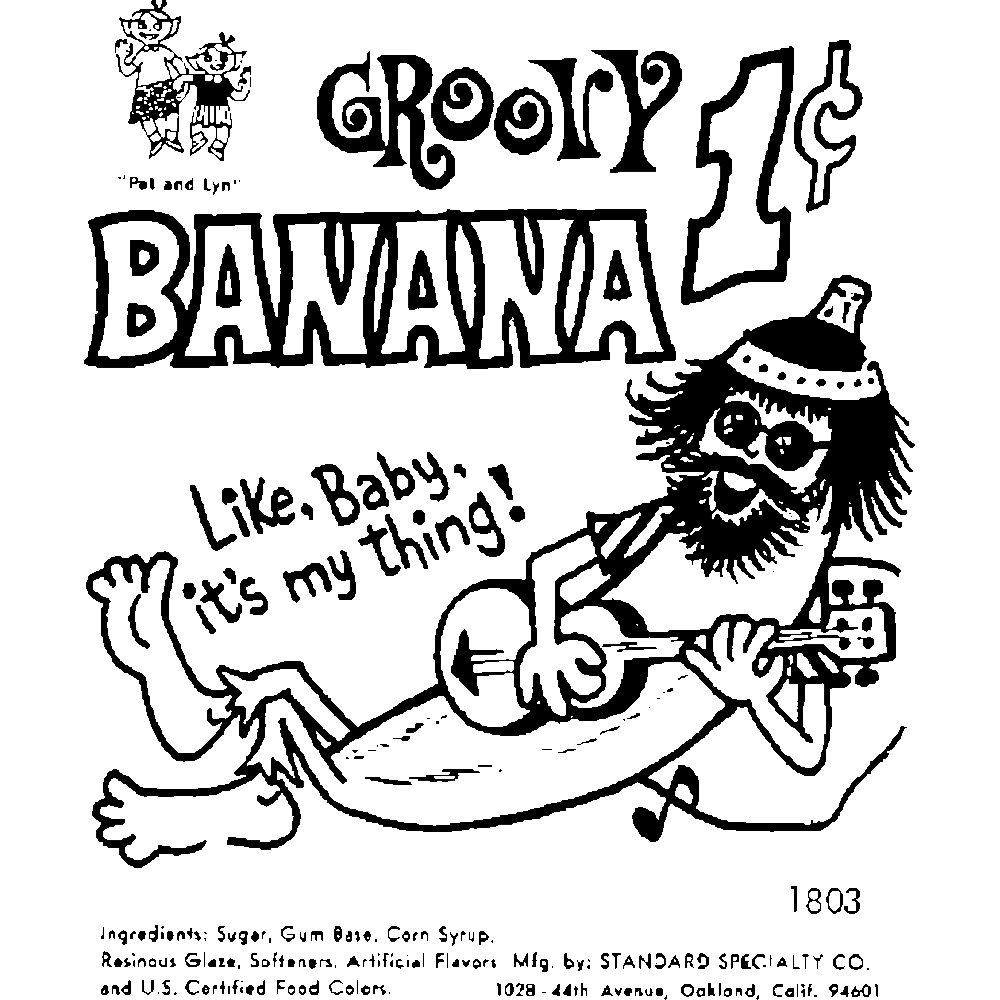 GROOVY
1¢
"Pat and Lyn"
BANANA
Like, Baby,
it's my thing!
1803
Ingredients: Sugar, Gum Base, Corn Syrup,
Resinous Glaze, Softeners, Artificial Flavors
and U.S. Certified Food Colors.
Mfg. by: STANDARD SPECIALTY CO.
1028 - 44th Avenue, Oakland, Calif. 94601